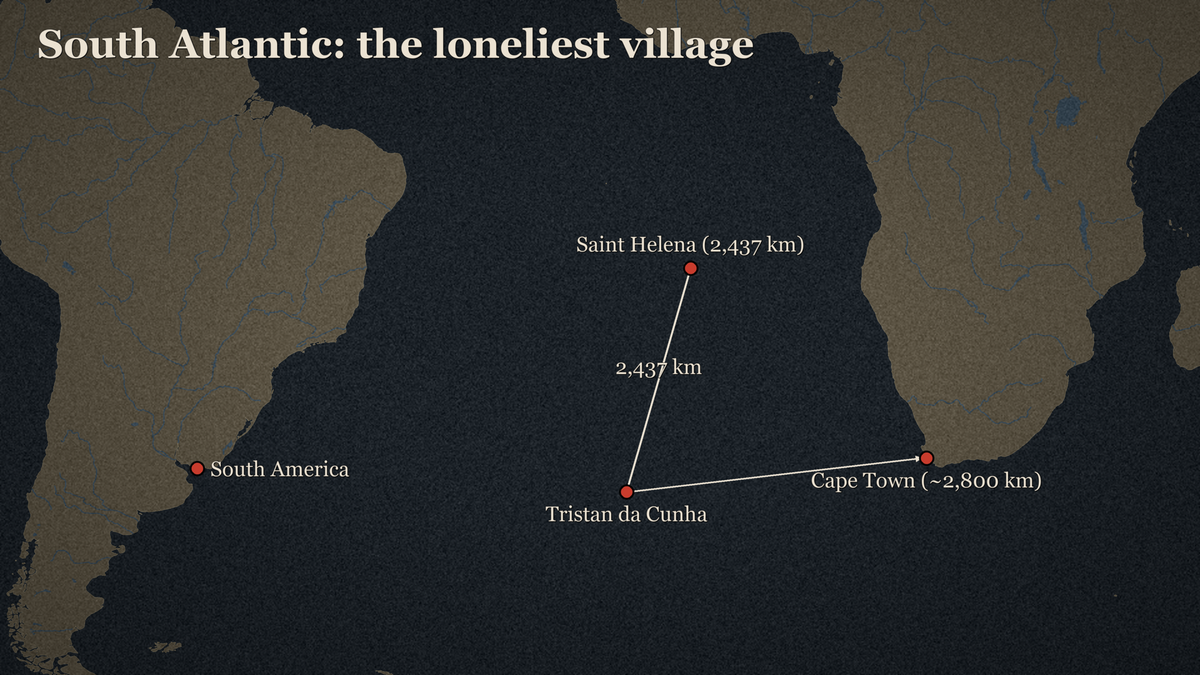 South Atlantic: the loneliest village
Saint Helena (2,437 km)
2,437 km
South America
Cape Town (~2,800 km)
Tristan da Cunha